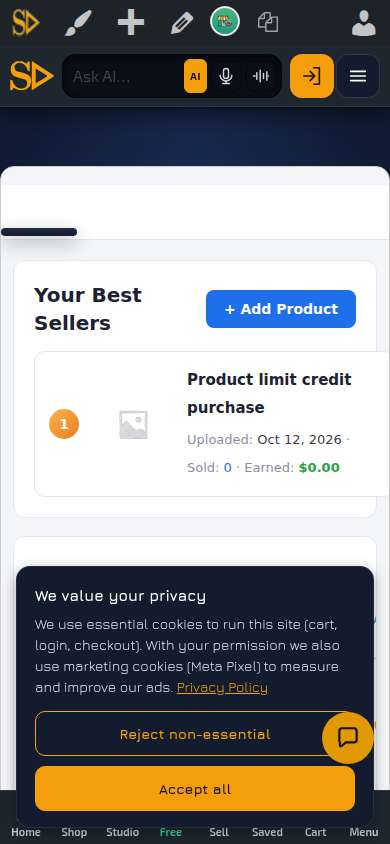 SD
Ask AI...
AI
Your Best
Sellers
+ Add Product
1
Product limit credit
purchase
Uploaded: Oct 12, 2026 ·
Sold: 0 · Earned: $0.00
We value your privacy
We use essential cookies to run this site (cart,
login, checkout). With your permission we also
use marketing cookies (Meta Pixel) to measure
and improve our ads. Privacy Policy
Reject non-essential
Accept all
Home Shop Studio Free Sell Saved Cart Menu